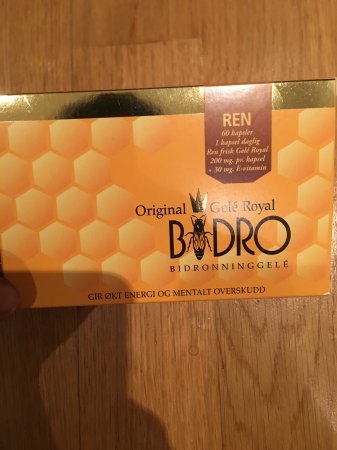 REN
60 kapsler
1 kapsel daglig
Ren frisk Gelé Royal
200 mg. pr. kapsel
+ 30 mg. E-vitamin
Original Gelé Royal
BIDRO
BIDRONNINGGELÉ
GIR ØKT ENERGI OG MENTALT OVERSKUDD